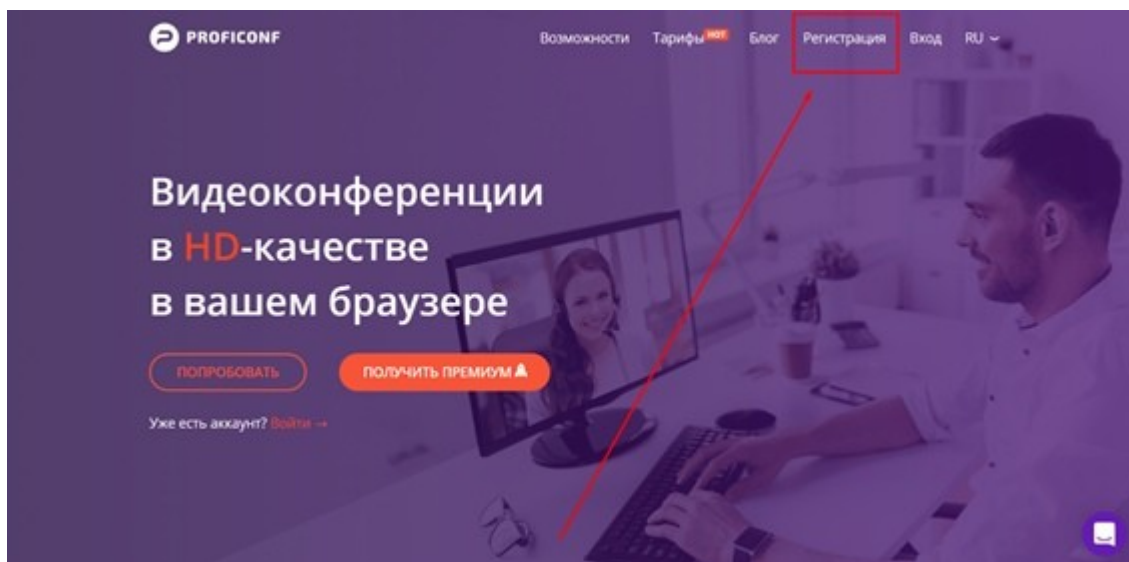 PROFICONF
Возможности Тарифы HOT Блог Регистрация Вход RU
Видеоконференции
в HD-качестве
в вашем браузере
ПОПРОБОВАТЬ ПОЛУЧИТЬ ПРЕМИУМ
Уже есть аккаунт? Войти →